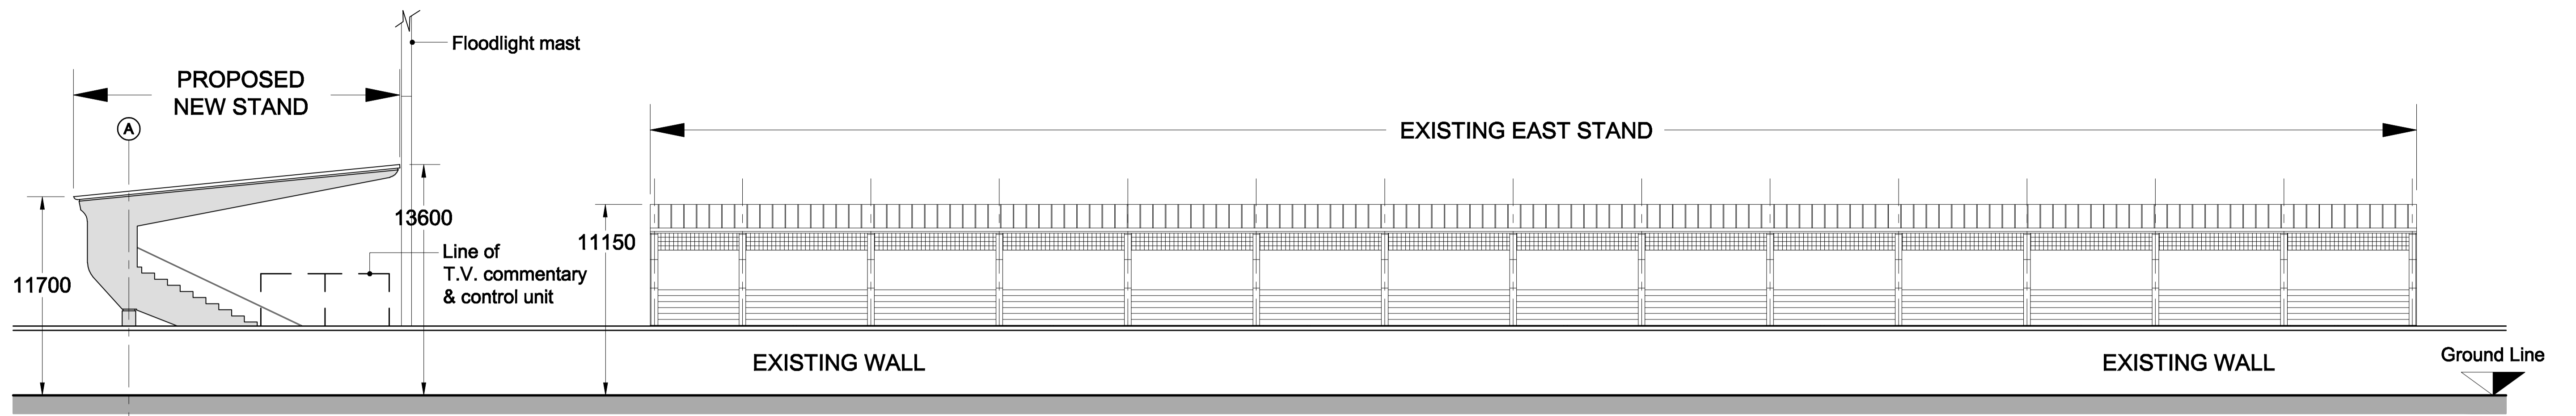 Floodlight mast
PROPOSED
NEW STAND
A
EXISTING EAST STAND
13600
11150
Line of
T.V. commentary
& control unit
11700
EXISTING WALL
EXISTING WALL
Ground Line